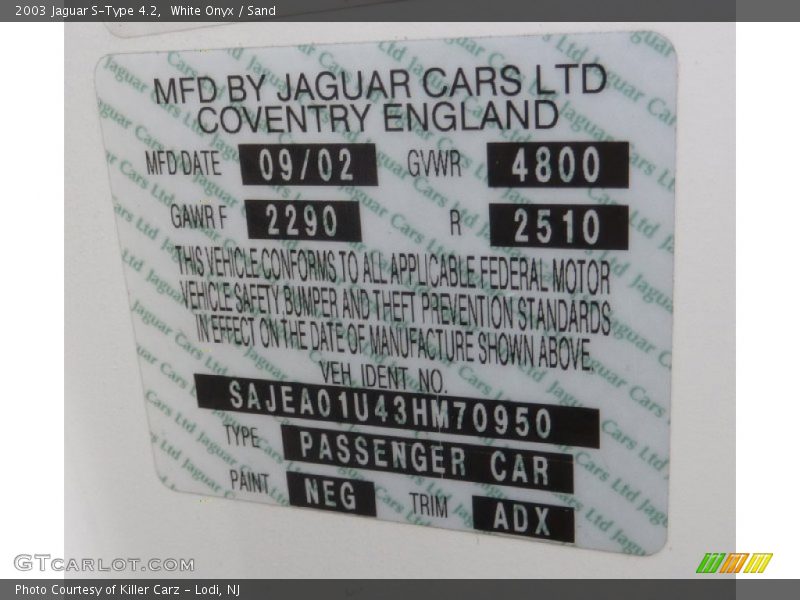 2003 Jaguar S-Type 4.2, White Onyx / Sand
MFD BY JAGUAR CARS LTD
COVENTRY ENGLAND
MFD DATE 09/02 GVWR 4800
GAWR F 2290 R 2510
THIS VEHICLE CONFORMS TO ALL APPLICABLE FEDERAL MOTOR
VEHICLE SAFETY BUMPER AND THEFT PREVENTION STANDARDS
IN EFFECT ON THE DATE OF MANUFACTURE SHOWN ABOVE
VEH IDENT NO.
SAJEA01U43HM70950
TYPE PASSENGER CAR
PAINT NEG TRIM ADX
GTCARLOT.COM
Photo Courtesy of Killer Carz - Lodi, NJ